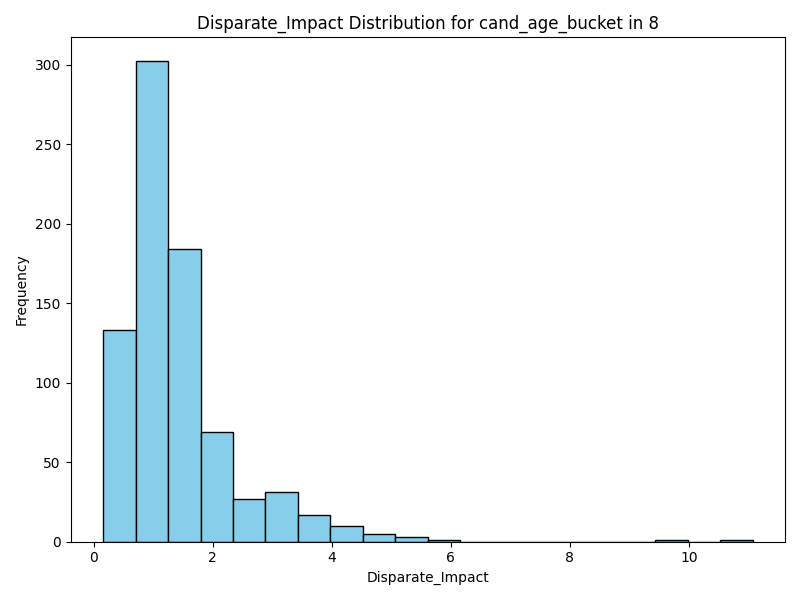 Disparate_Impact Distribution for cand_age_bucket in 8
Frequency
300
250
200
150
100
50
0
0 2 4 6 8 10
Disparate_Impact